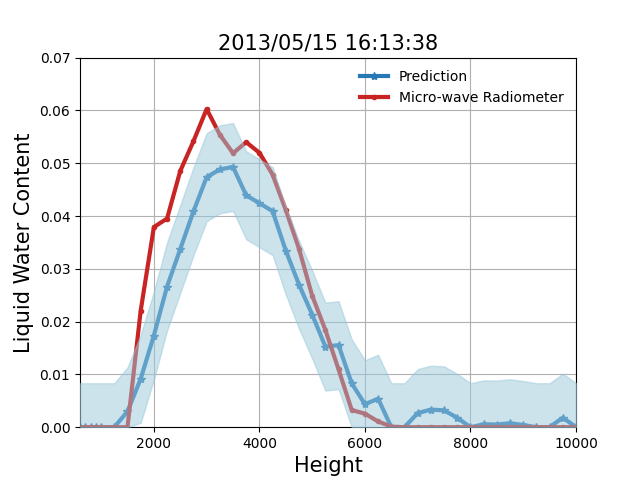 2013/05/15 16:13:38
0.07
0.06
0.05
0.04
0.03
0.02
0.01
0.00
Liquid Water Content
Prediction
Micro-wave Radiometer
2000 4000 6000 8000 10000
Height